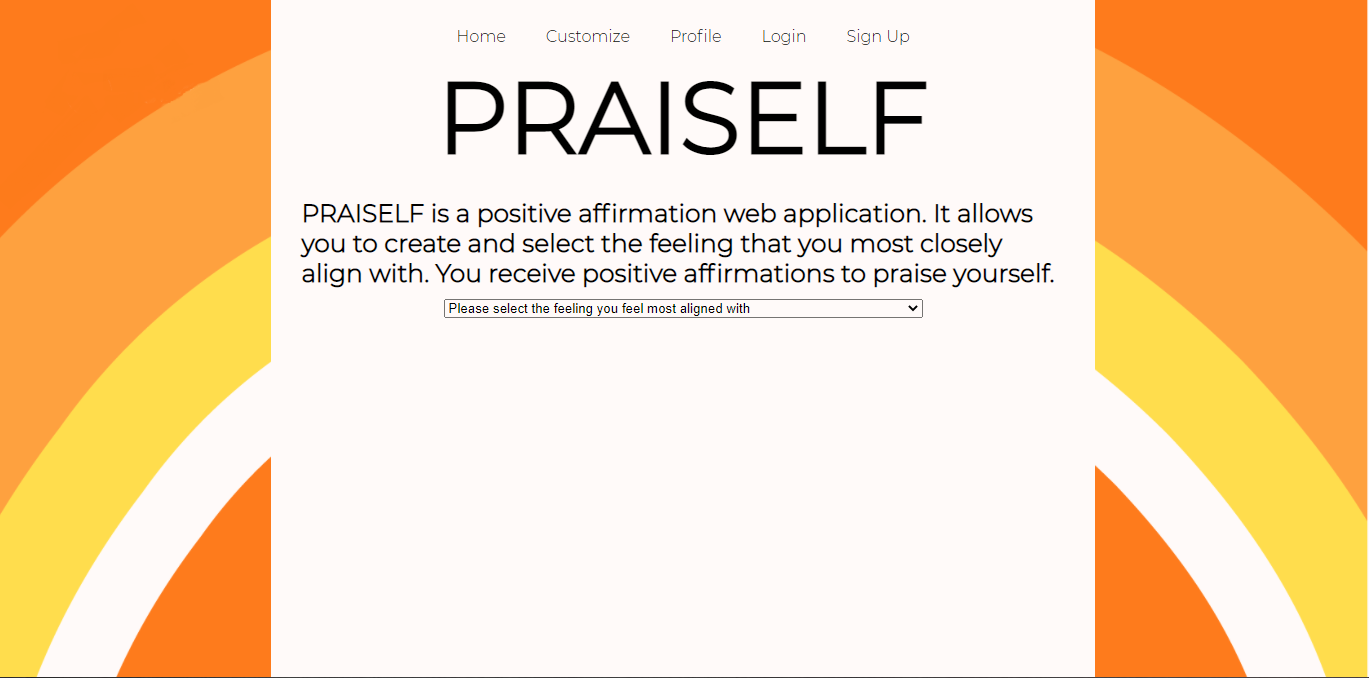 Home Customize Profile Login Sign Up
PRAISELF
PRAISELF is a positive affirmation web application. It allows
you to create and select the feeling that you most closely
align with. You receive positive affirmations to praise yourself.
Please select the feeling you feel most aligned with